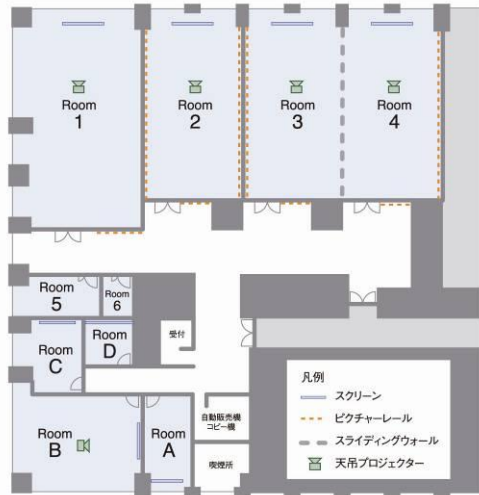 Room
1
Room
2
Room
3
Room
4
Room
5
Room
6
Room
C
Room
D
受付
Room
B
Room
A
自動販売機
コピー機
喫煙所
凡例
スクリーン
ピクチャーレール
スライディングウォール
天吊プロジェクター